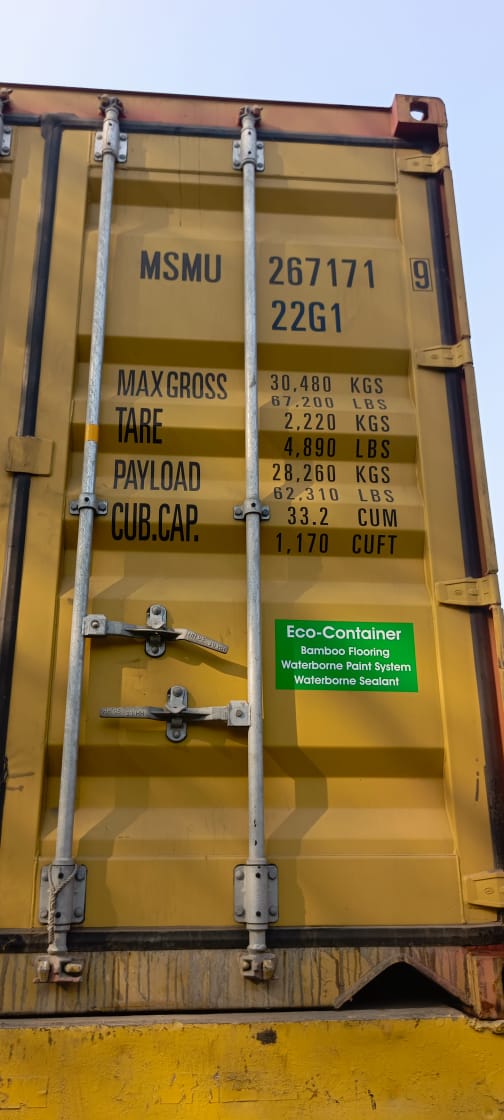 MSMU 267171 9
22G1
MAX GROSS 30,480 KGS
67,200 LBS
TARE 2,220 KGS
4,890 LBS
PAYLOAD 28,260 KGS
62,310 LBS
CUB.CAP. 33.2 CUM
1,170 CUFT
Eco-Container
Bamboo Flooring
Waterborne Paint System
Waterborne Sealant